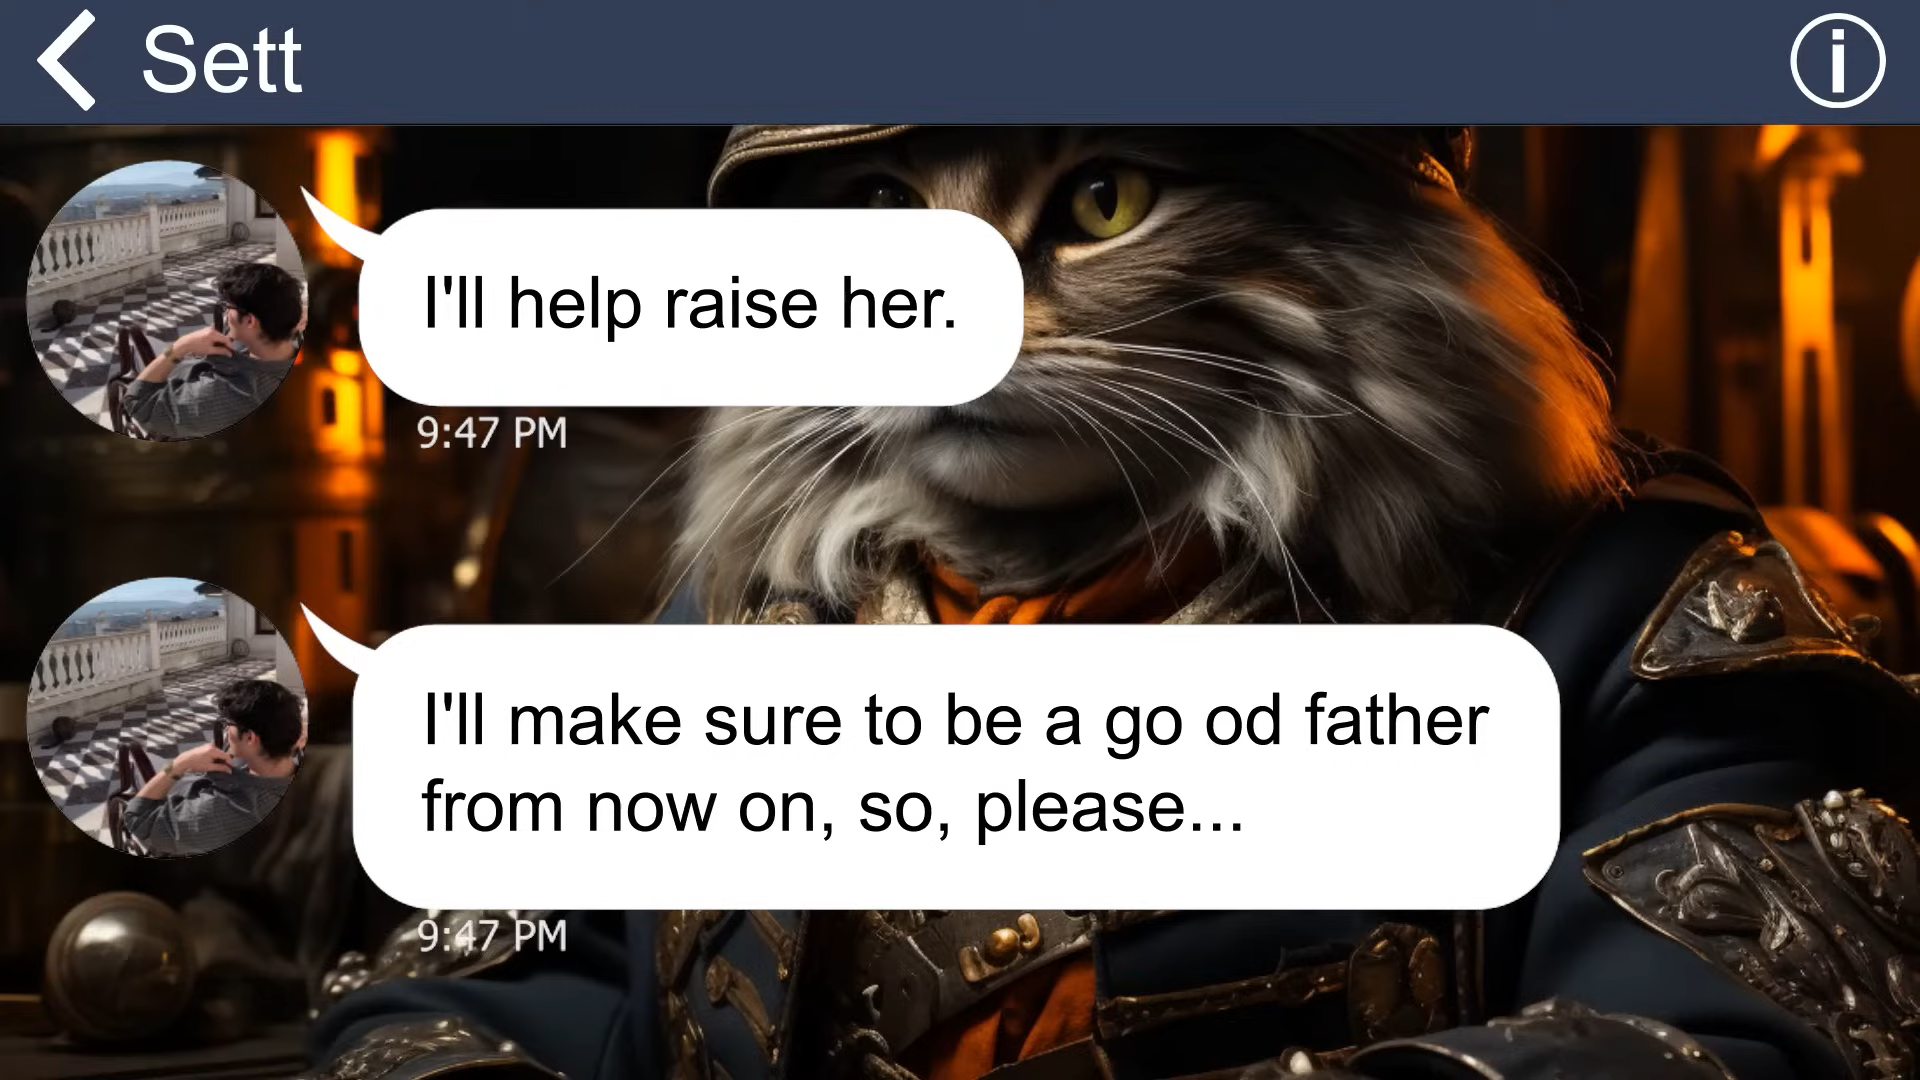 Sett
I'll help raise her.
9:47 PM
I'll make sure to be a go od father
from now on, so, please...
9:47 PM